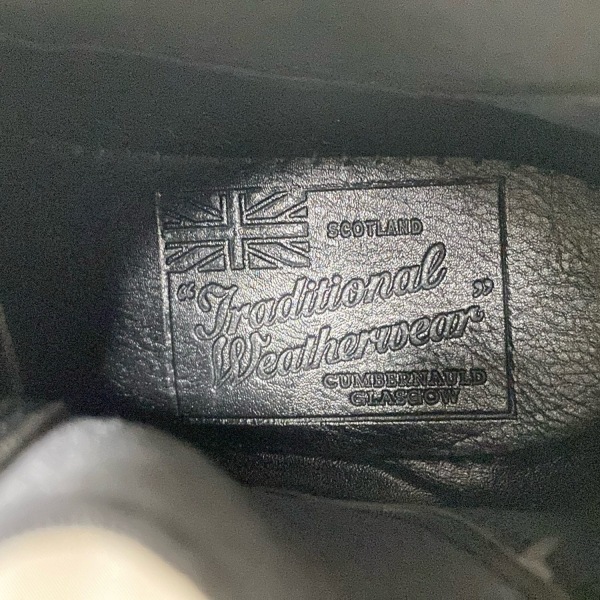 SCOTLAND
"Traditional
Weatherwear"
CUMBERNAULD
GLASGOW